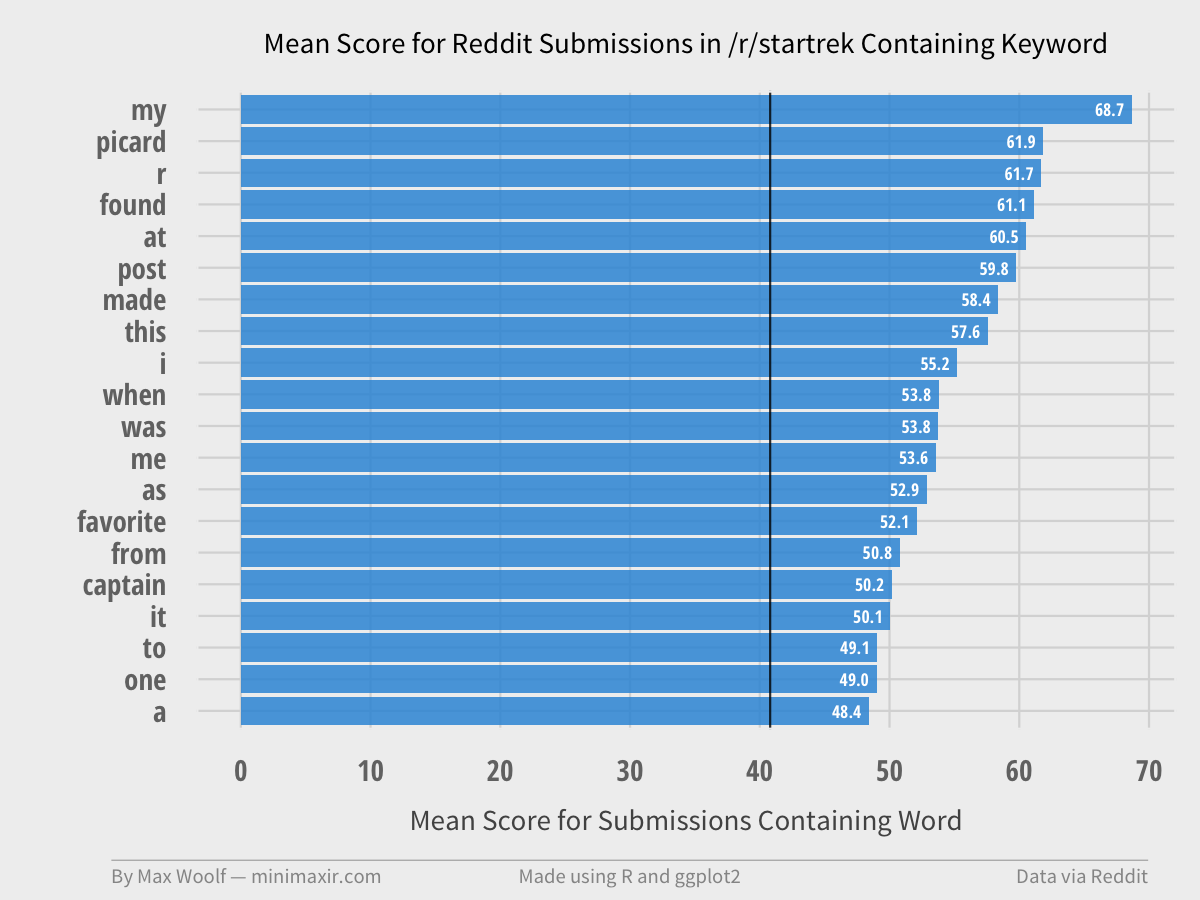 Mean Score for Reddit Submissions in /r/startrek Containing Keyword
my 68.7
picard 61.9
r 61.7
found 61.1
at 60.5
post 59.8
made 58.4
this 57.6
i 55.2
when 53.8
was 53.8
me 53.6
as 52.9
favorite 52.1
from 50.8
captain 50.2
it 50.1
to 49.1
one 49.0
a 48.4
0 10 20 30 40 50 60 70
Mean Score for Submissions Containing Word
By Max Woolf — minimaxir.com Made using R and ggplot2 Data via Reddit